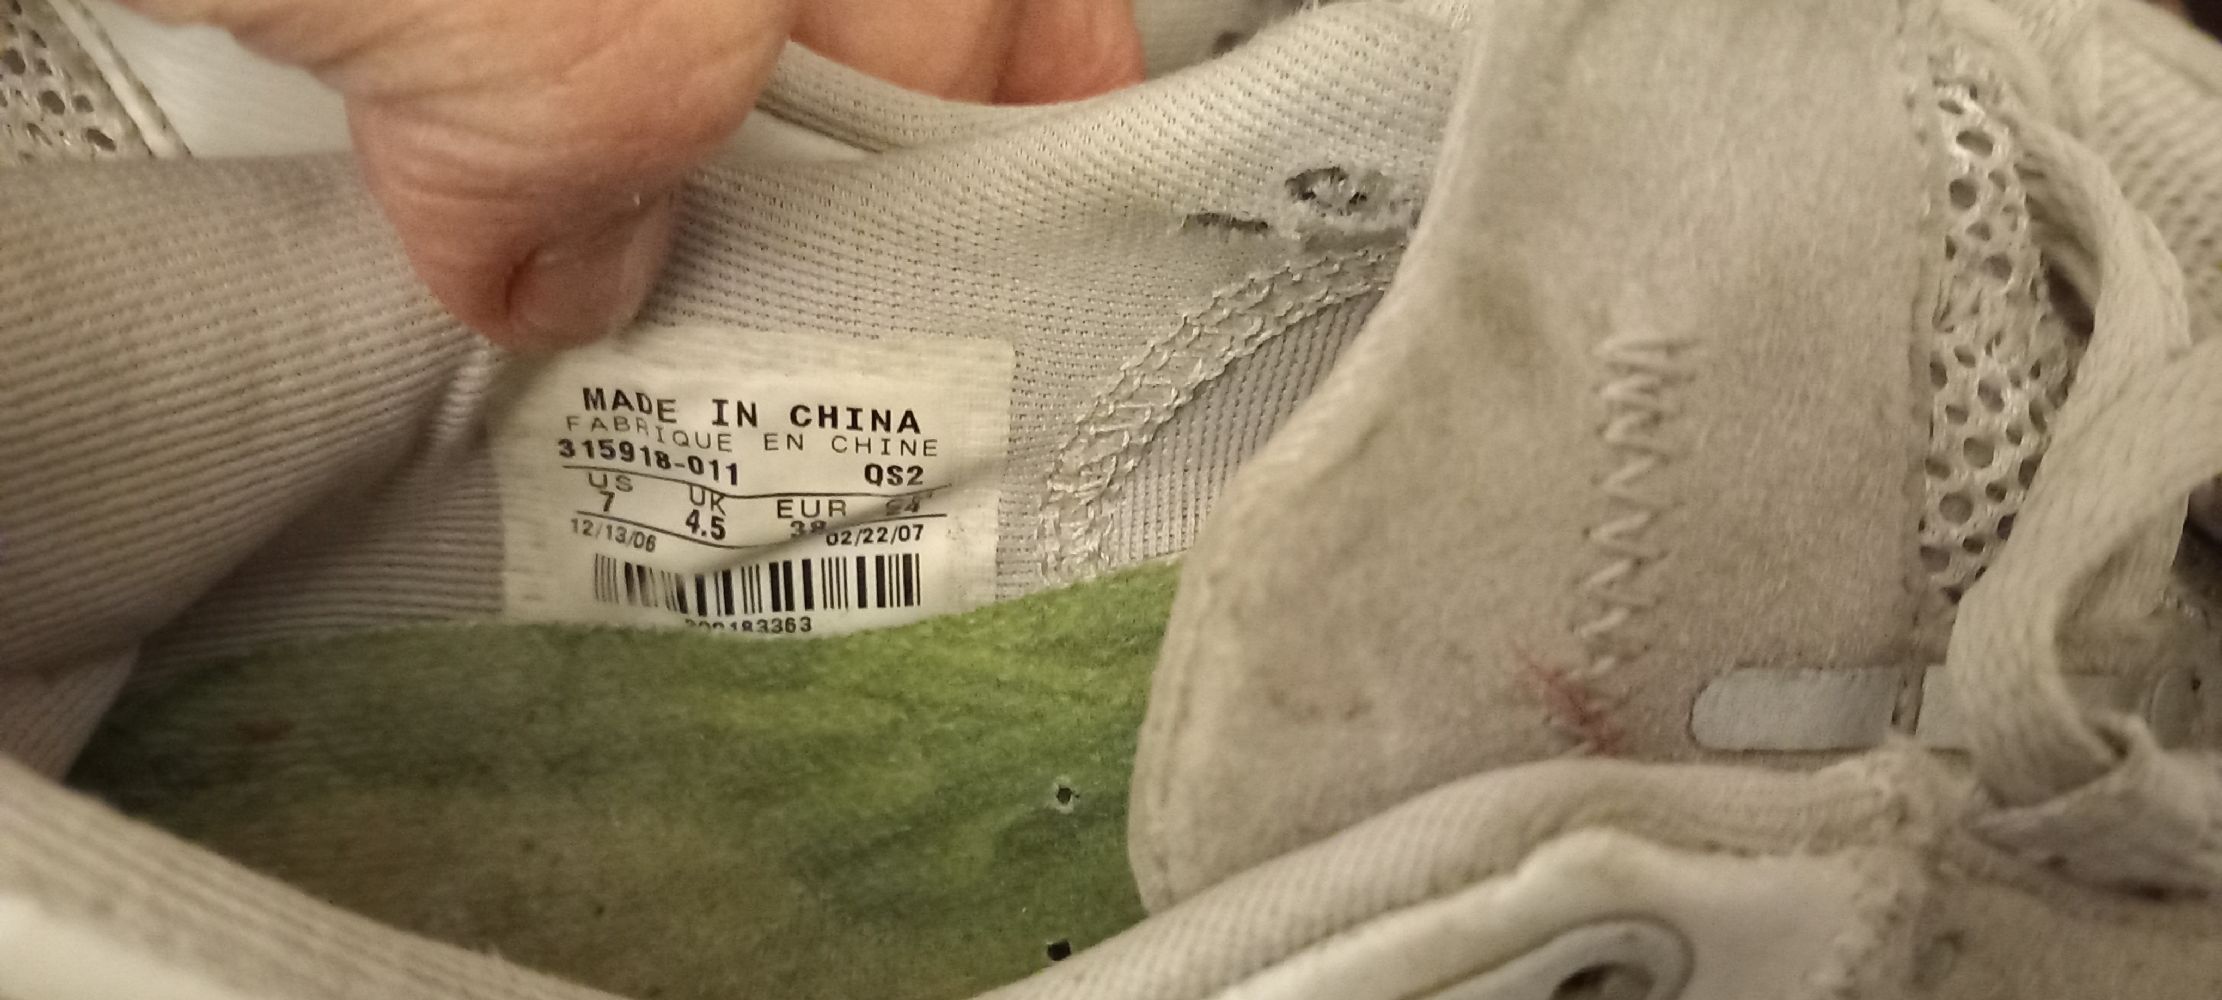 MADE IN CHINA
FABRIQUE EN CHINE
315918-011 QS2
US UK EUR
7 4.5 38 24
12/13/06 02/22/07